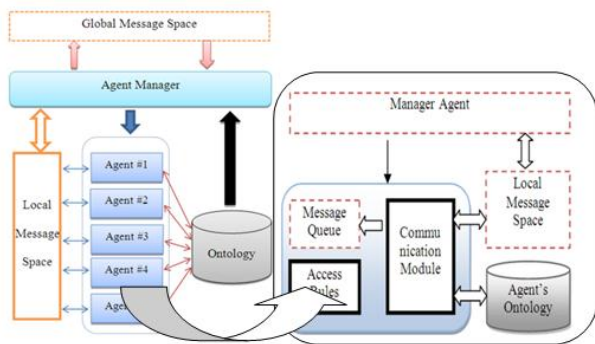 Global Message Space
Agent Manager
Local
Message
Space
Agent #1
Agent #2
Agent #3
Agent #4
Agent
Ontology
Manager Agent
Message
Queue
Access
Rules
Commu
nication
Module
Local
Message
Space
Agent's
Ontology